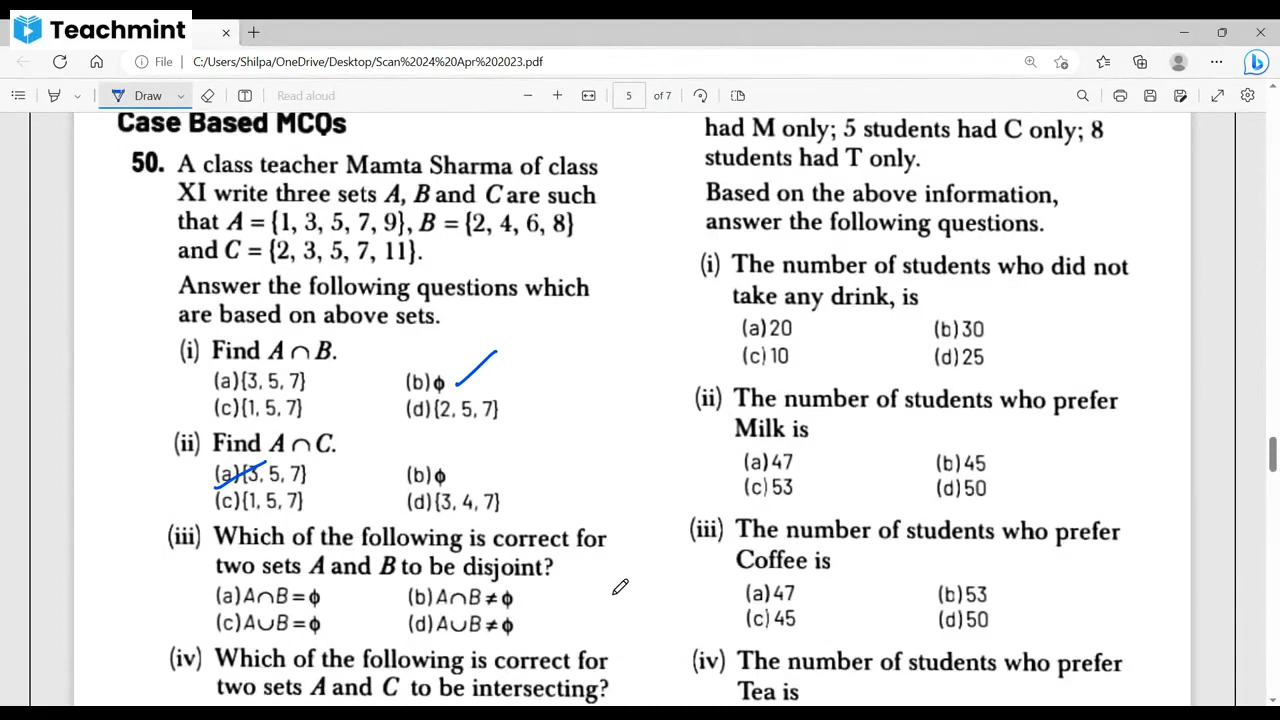 Teachmint
File
C:/Users/Shilpa/OneDrive/Desktop/Scan%2024%20Apr%202023.pdf
Draw
Read aloud
5 of 7
Case Based MCQs
50. A class teacher Mamta Sharma of class
XI write three sets A, B and C are such
that A = {1, 3, 5, 7, 9}, B = {2, 4, 6, 8}
and C = {2, 3, 5, 7, 11}.
Answer the following questions which
are based on above sets.
(i) Find A ∩ B.
(a){3, 5, 7} (b)ϕ
(c){1, 5, 7} (d){2, 5, 7}
(ii) Find A ∩ C.
(a){3, 5, 7} (b)ϕ
(c){1, 5, 7} (d){3, 4, 7}
(iii) Which of the following is correct for
two sets A and B to be disjoint?
(a)A∩B = ϕ (b)A∩B ≠ ϕ
(c)A∪B = ϕ (d)A∪B ≠ ϕ
(iv) Which of the following is correct for
two sets A and C to be intersecting?
had M only; 5 students had C only; 8
students had T only.
Based on the above information,
answer the following questions.
(i) The number of students who did not
take any drink, is
(a)20 (b)30
(c)10 (d)25
(ii) The number of students who prefer
Milk is
(a)47 (b)45
(c)53 (d)50
(iii) The number of students who prefer
Coffee is
(a)47 (b)53
(c)45 (d)50
(iv) The number of students who prefer
Tea is